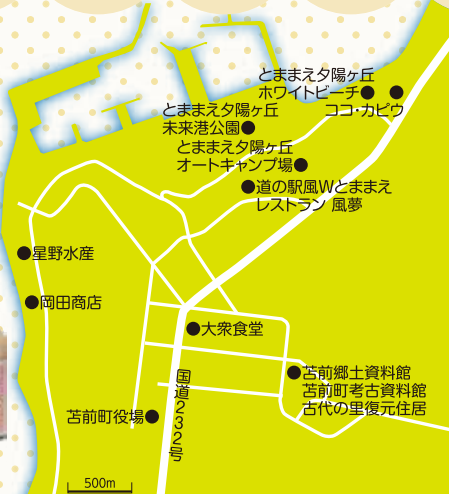 とままえ夕陽ヶ丘
ホワイトビーチ
ココ・カピウ
とままえ夕陽ヶ丘
未来港公園
とままえ夕陽ヶ丘
オートキャンプ場
道の駅風Wとままえ
レストラン 風夢
星野水産
岡田商店
大衆食堂
苫前郷土資料館
苫前町考古資料館
古代の里復元住居
苫前町役場
国道232号
500m